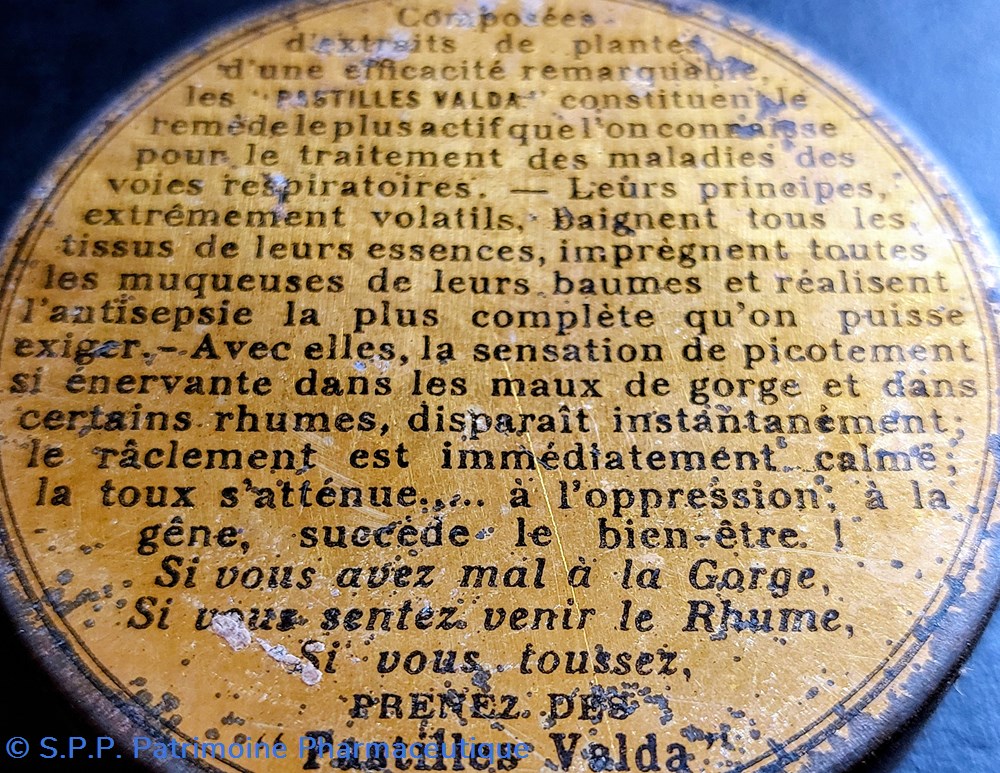 Composées
d'extraits de plantes
d'une efficacité remarquable,
les "PASTILLES VALDA" constituent le
remède le plus actif que l'on connaisse
pour le traitement des maladies des
voies respiratoires. — Leurs principes,
extrêmement volatils, Baignent tous les
tissus de leurs essences, imprègnent toutes
les muqueuses de leurs baumes et réalisent
l'antisepsie la plus complète qu'on puisse
exiger. — Avec elles, la sensation de picotement
si énervante dans les maux de gorge et dans
certains rhumes, disparaît instantanément;
le râclement est immédiatement calmé;
la toux s'atténue..... à l'oppression, à la
gêne, succède le bien-être !
Si vous avez mal à la Gorge,
Si vous sentez venir le Rhume,
Si vous toussez,
PRENEZ DES
"Pastilles Valda"
© S.P.P. Patrimoine Pharmaceutique